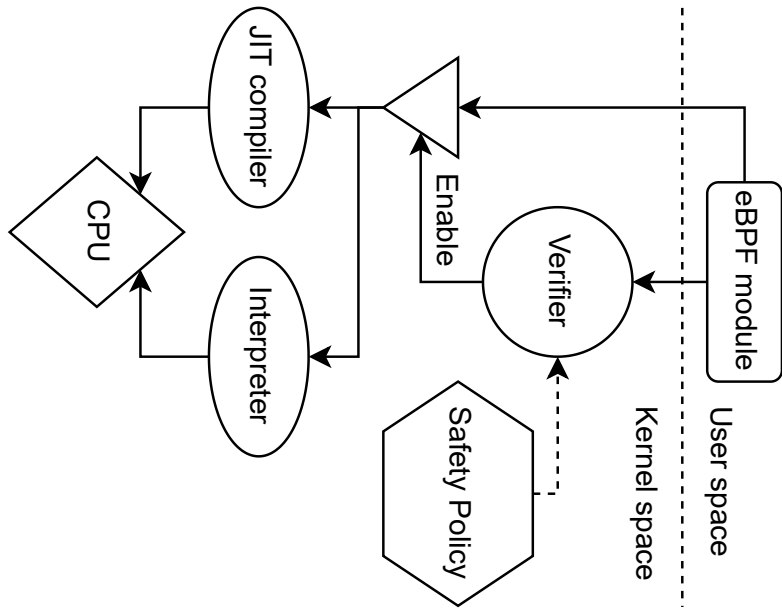 eBPF module
User space
Kernel space
Verifier
Safety Policy
Enable
JIT compiler
Interpreter
CPU